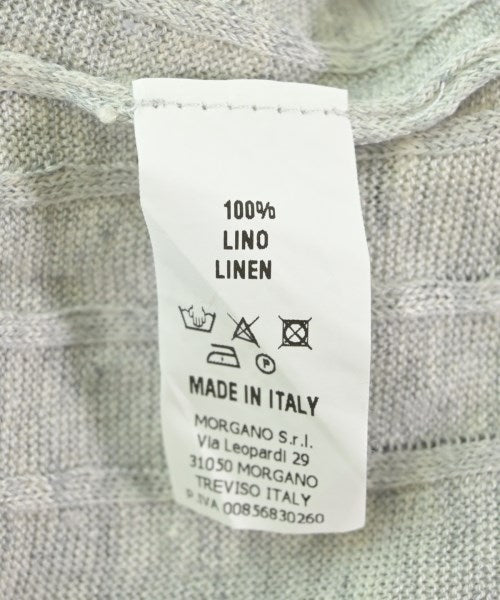 100%
LINO
LINEN
P
MADE IN ITALY
MORGANO S.r.l.
Via Leopardi 29
31050 MORGANO
TREVISO ITALY
P.IVA 00856830260